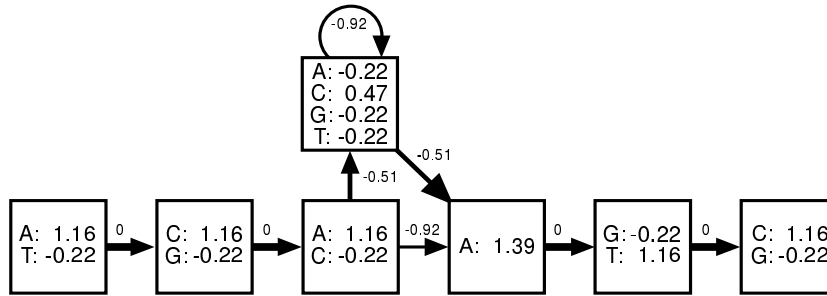 -0.92
A: -0.22
C: 0.47
G: -0.22
T: -0.22
-0.51
-0.51
A: 1.16
T: -0.22
0
C: 1.16
G: -0.22
0
A: 1.16
C: -0.22
-0.92
A: 1.39
0
G: -0.22
T: 1.16
0
C: 1.16
G: -0.22